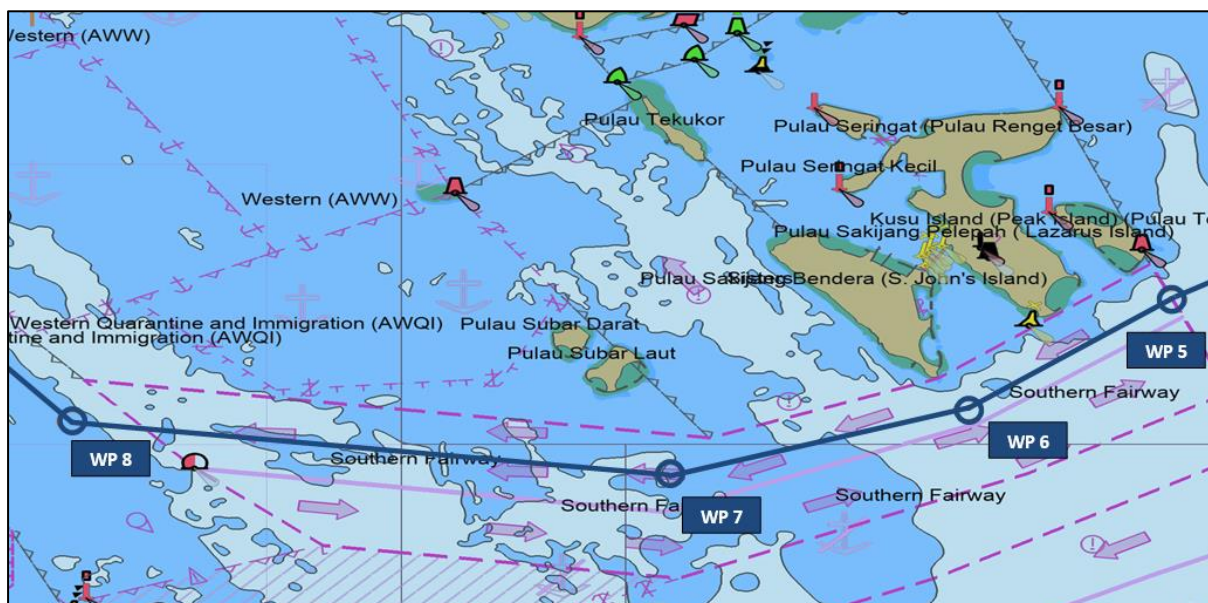 Western (AWW)
Pulau Tekukor
Pulau Seringat (Pulau Renget Besar)
Pulau Seringat Kecil
Western (AWW)
Kusu Island (Peak Island) (Pulau T
Pulau Sakijang Pelepah ( Lazarus Island)
Pulau Sakijang Bendera (S. John's Island)
Sisters
Western Quarantine and Immigration (AWQI)
tine and Immigration (AWQI)
Pulau Subar Darat
Pulau Subar Laut
WP 5
Southern Fairway
WP 6
WP 8
Southern Fairway
Southern Fa
WP 7
Southern Fairway